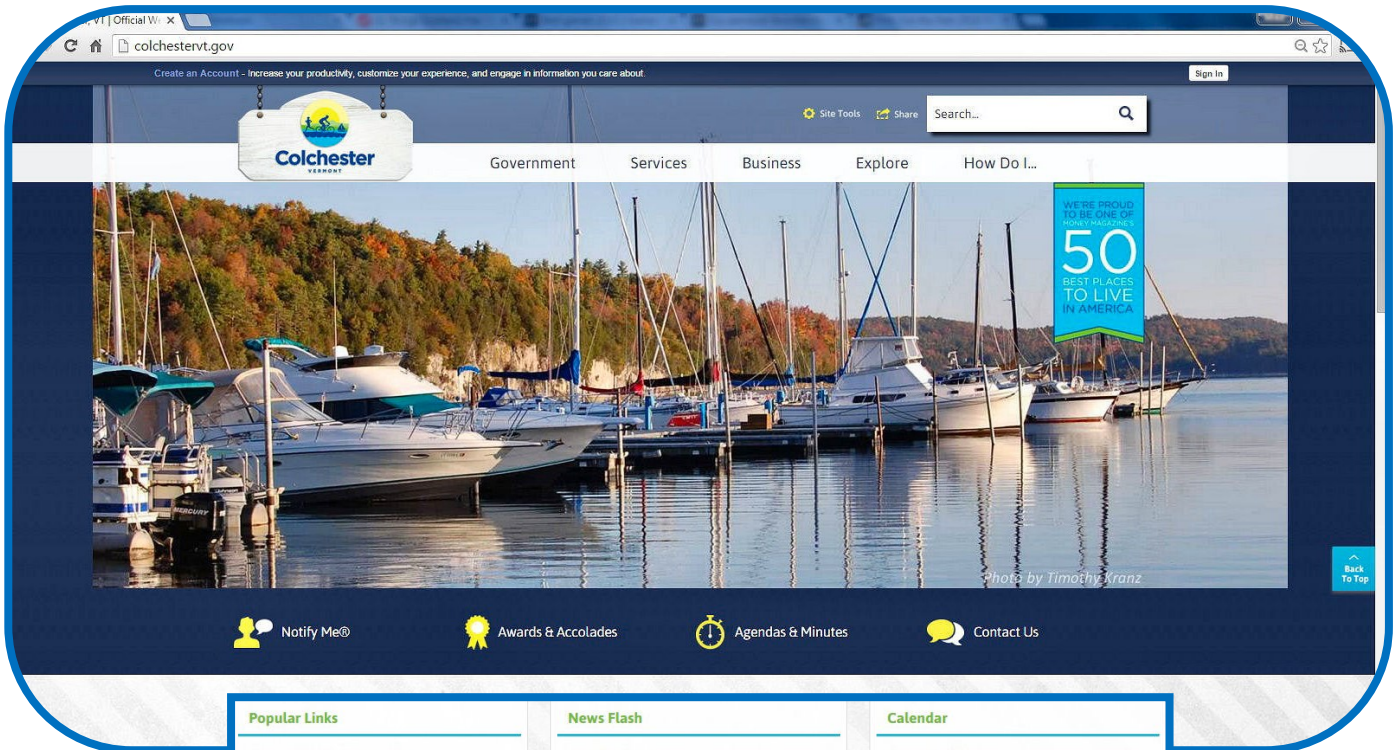 , VT | Official W
colchestervt.gov
Create an Account - Increase your productivity, customize your experience, and engage in information you care about.
Sign In
Site Tools
Share
Search...
Colchester
VERMONT
Government
Services
Business
Explore
How Do I...
WE'RE PROUD
TO BE ONE OF
MONEY MAGAZINE'S
50
BEST PLACES
TO LIVE
IN AMERICA
MERCURY
Photo by Timothy Kranz
Back
To Top
Notify Me®
Awards & Accolades
Agendas & Minutes
Contact Us
Popular Links
News Flash
Calendar